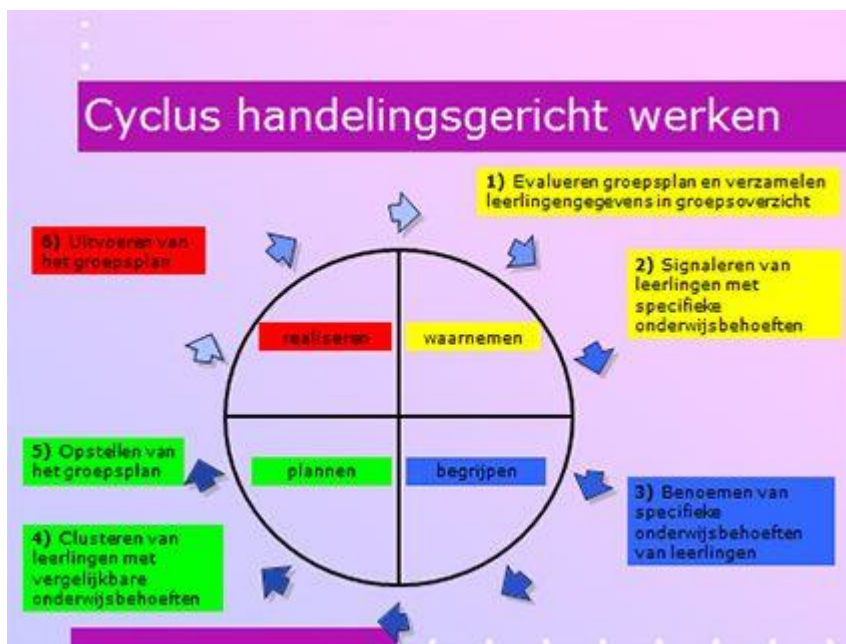 Cyclus handelingsgericht werken
1) Evalueren groepsplan en verzamelen
leerlingengegevens in groepsoverzicht
2) Signaleren van
leerlingen met
specifieke
onderwijsbehoeften
3) Benoemen van
specifieke
onderwijsbehoeften
van leerlingen
4) Clusteren van
leerlingen met
vergelijkbare
onderwijsbehoeften
5) Opstellen van
het groepsplan
6) Uitvoeren van
het groepsplan
realiseren
waarnemen
plannen
begrijpen